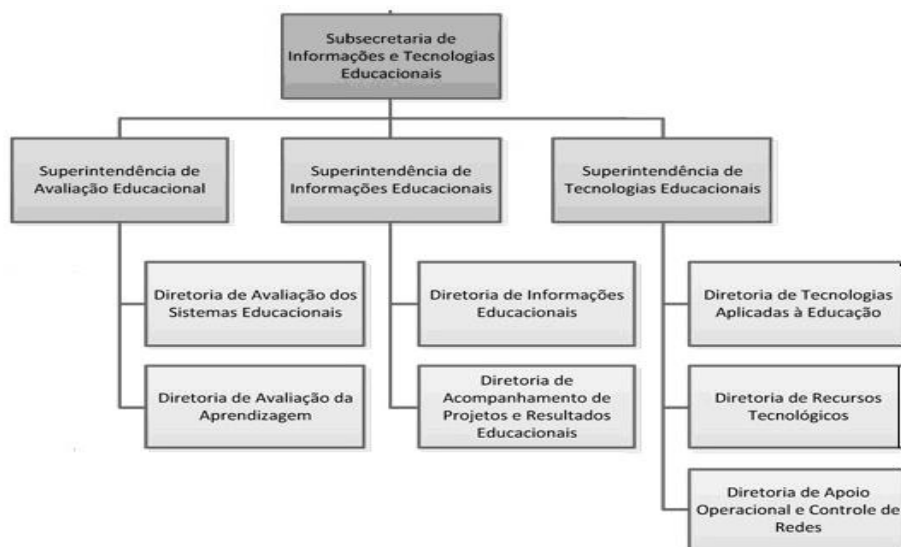 Subsecretaria de
Informações e Tecnologias
Educacionais
Superintendência de
Avaliação Educacional
Superintendência de
Informações Educacionais
Superintendência de
Tecnologias Educacionais
Diretoria de Avaliação dos
Sistemas Educacionais
Diretoria de Informações
Educacionais
Diretoria de Tecnologias
Aplicadas à Educação
Diretoria de Avaliação da
Aprendizagem
Diretoria de
Acompanhamento de
Projetos e Resultados
Educacionais
Diretoria de Recursos
Tecnológicos
Diretoria de Apoio
Operacional e Controle de
Redes